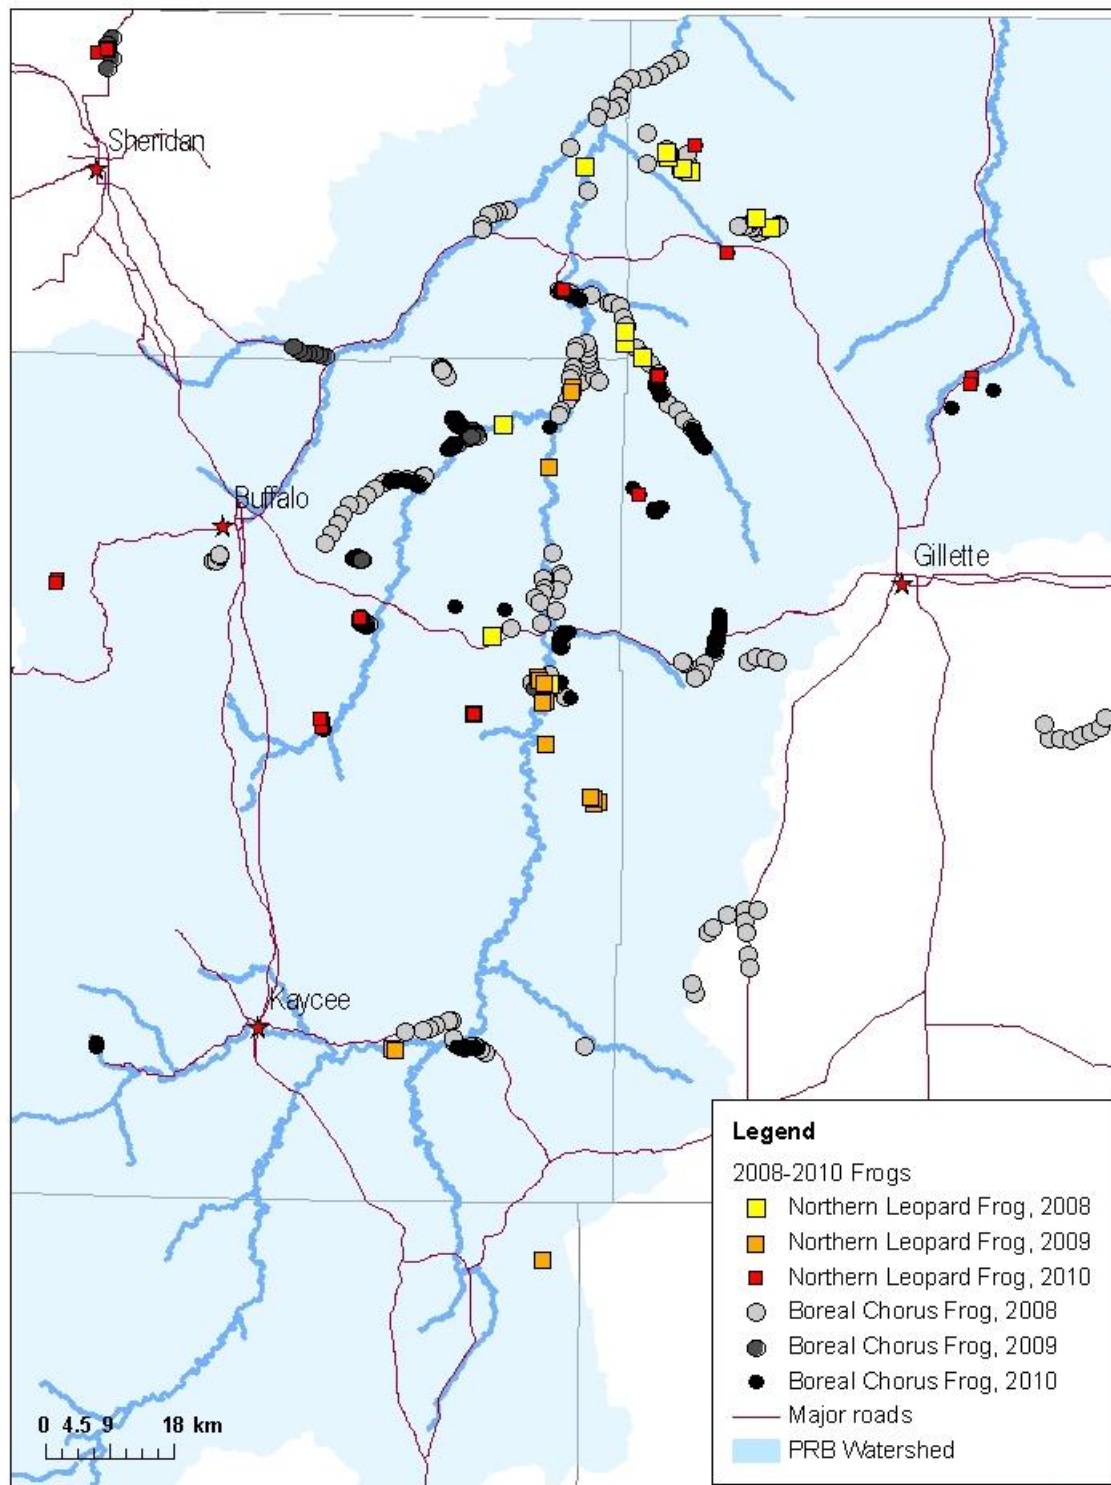 Sheridan
Buffalo
Gillette
Kaycee
Legend
2008-2010 Frogs
Northern Leopard Frog, 2008
Northern Leopard Frog, 2009
Northern Leopard Frog, 2010
Boreal Chorus Frog, 2008
Boreal Chorus Frog, 2009
Boreal Chorus Frog, 2010
Major roads
PRB Watershed
0 4.5 9 18 km